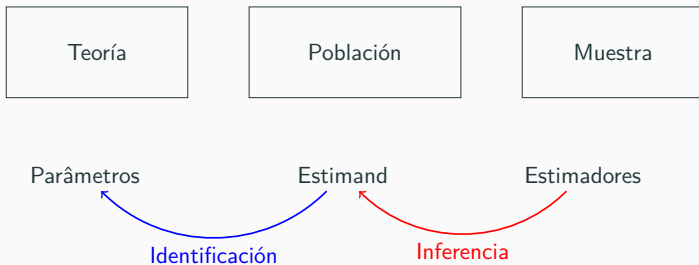 Teoría Población Muestra
Parâmetros Estimand Estimadores
Identificación Inferencia